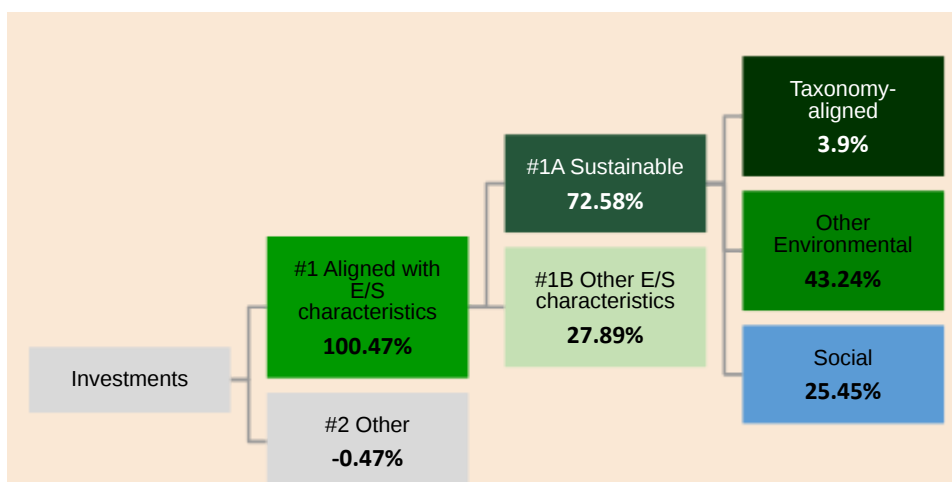 Investments
#1 Aligned with
E/S
characteristics
100.47%
#2 Other
-0.47%
#1A Sustainable
72.58%
#1B Other E/S
characteristics
27.89%
Taxonomy-
aligned
3.9%
Other
Environmental
43.24%
Social
25.45%